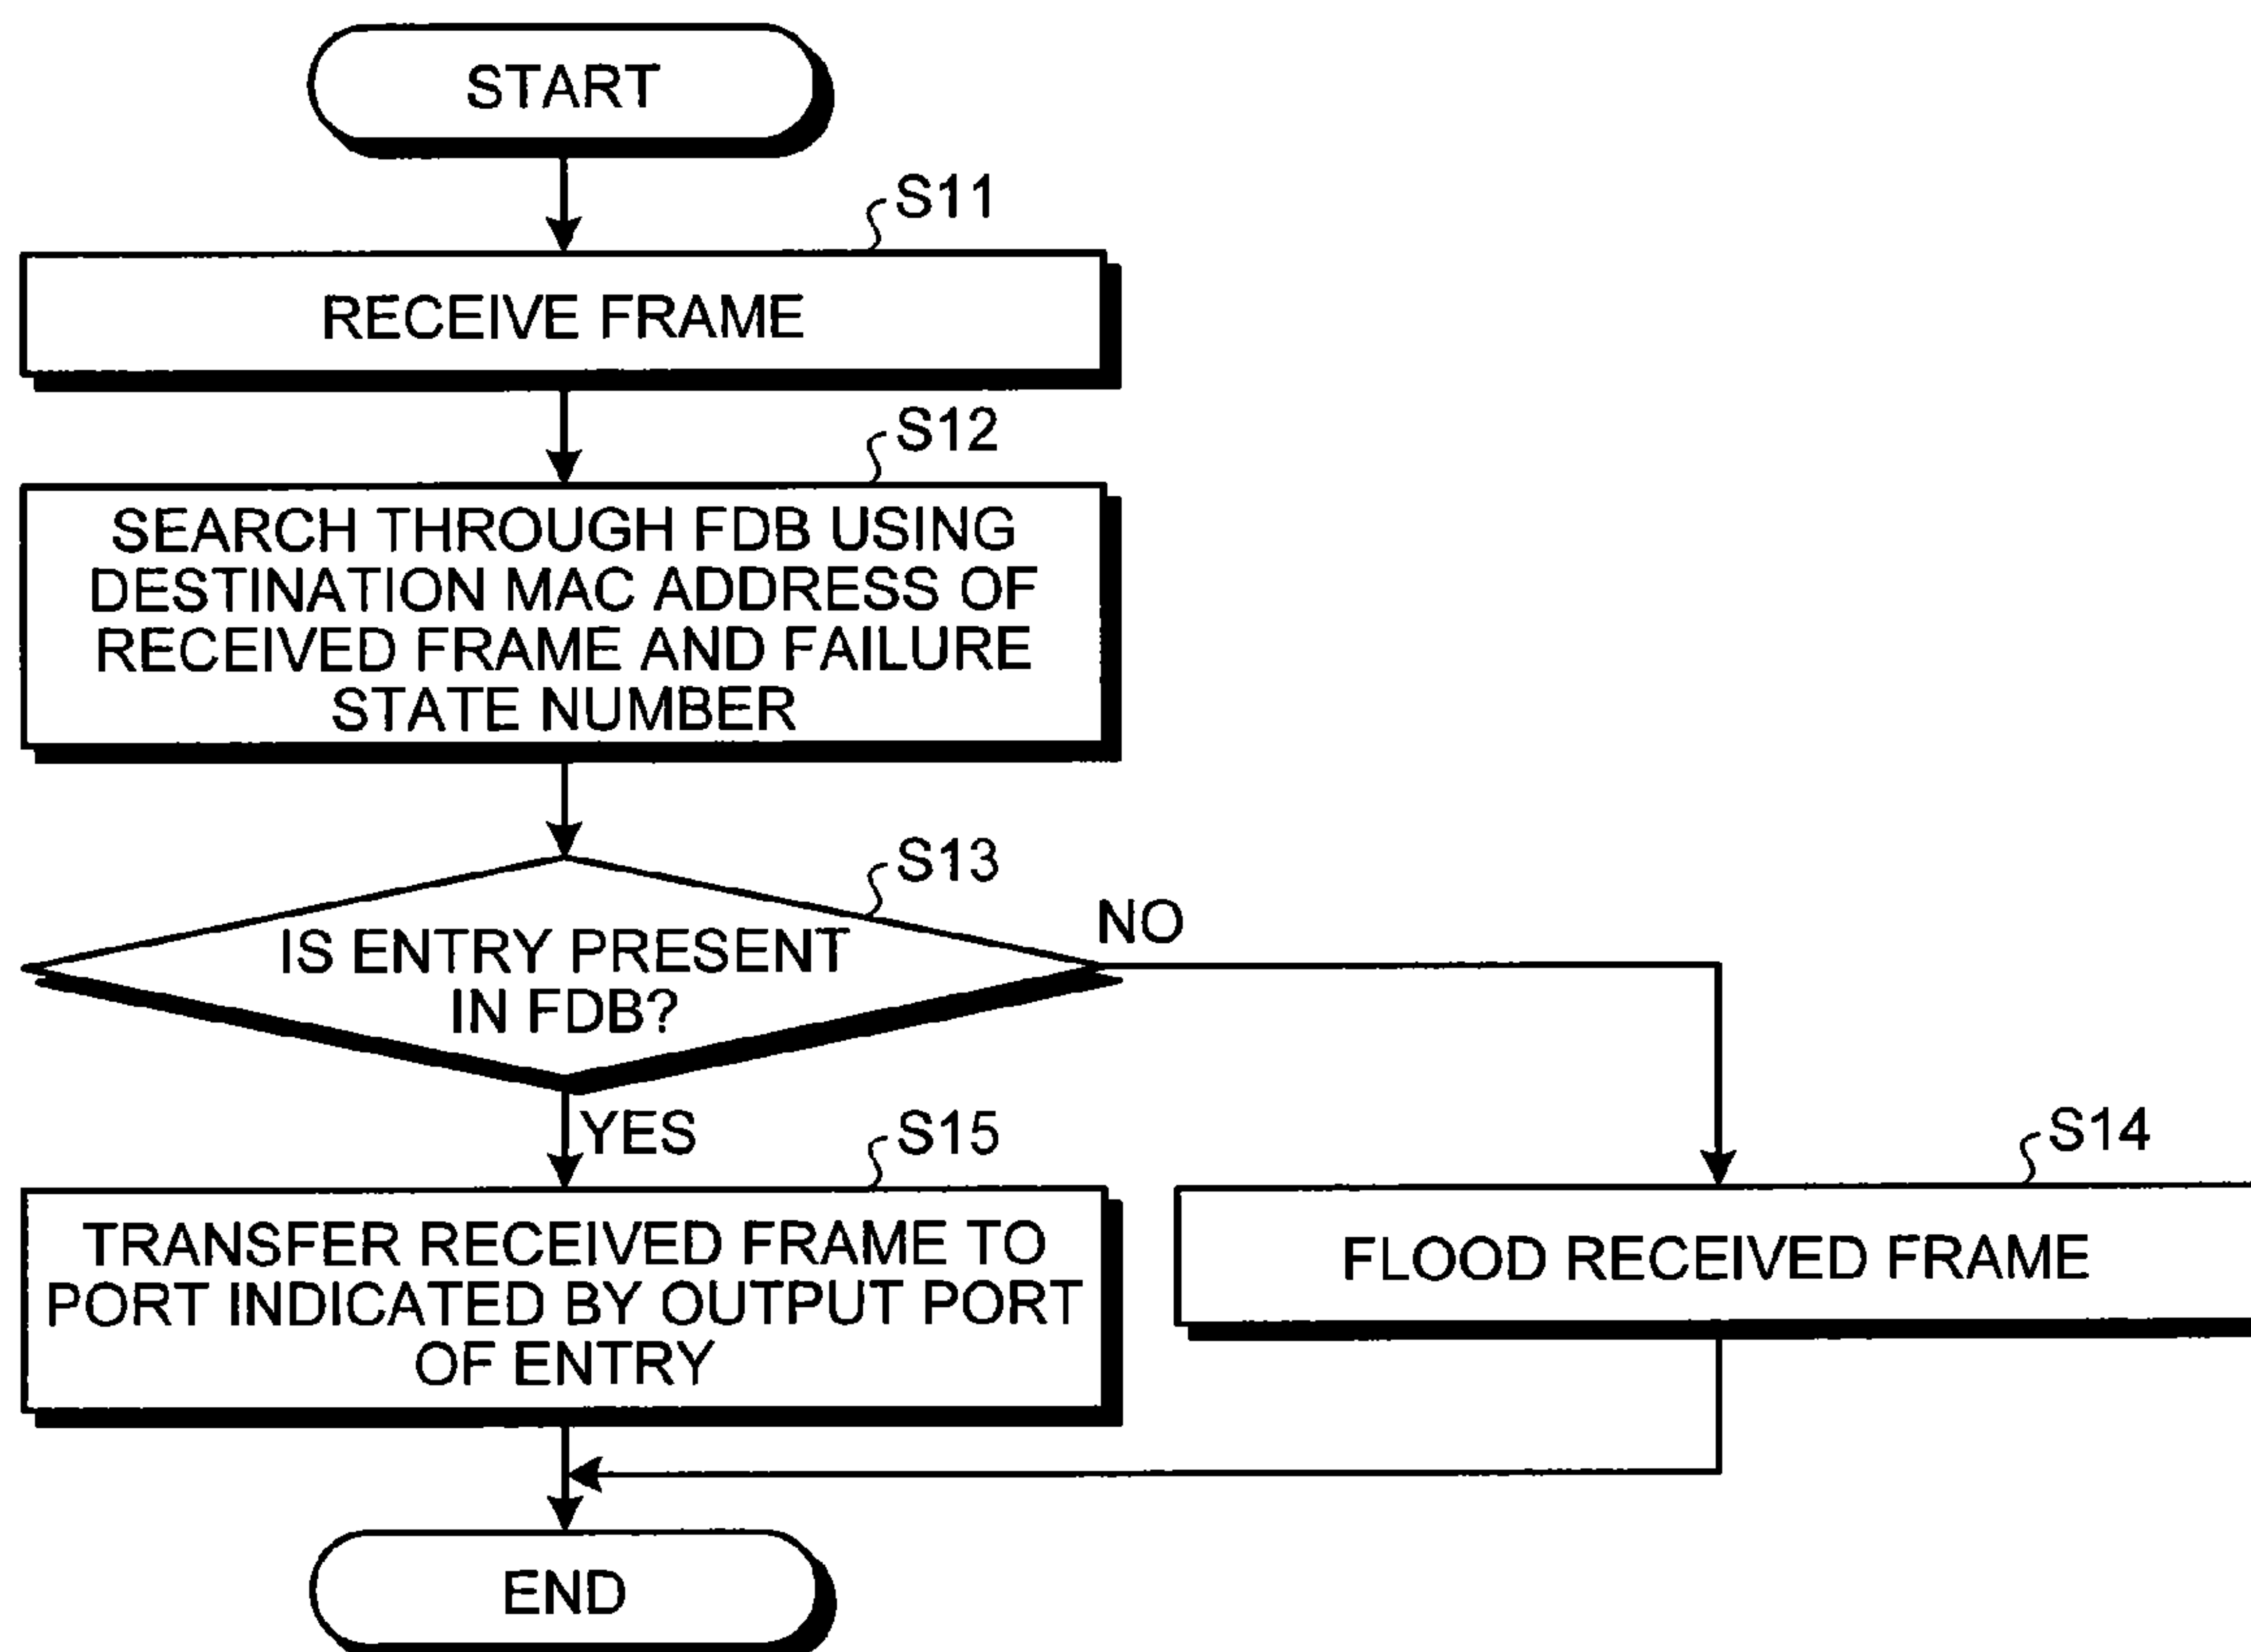 START
S11
RECEIVE FRAME
S12
SEARCH THROUGH FDB USING
DESTINATION MAC ADDRESS OF
RECEIVED FRAME AND FAILURE
STATE NUMBER
S13
IS ENTRY PRESENT
IN FDB?
NO
YES
S15
TRANSFER RECEIVED FRAME TO
PORT INDICATED BY OUTPUT PORT
OF ENTRY
S14
FLOOD RECEIVED FRAME
END